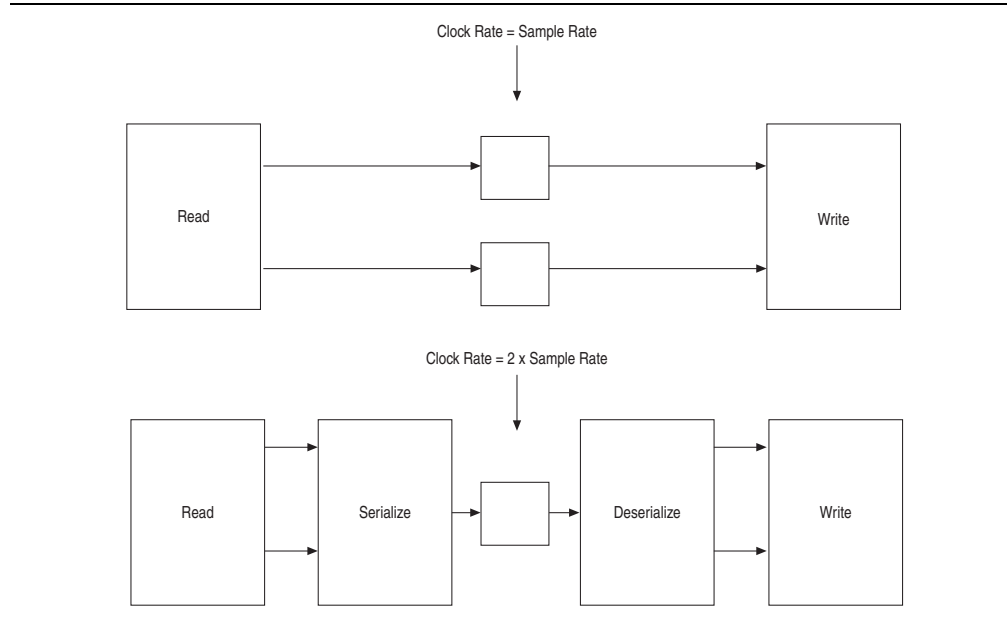 Clock Rate = Sample Rate
Read
Write
Clock Rate = 2 x Sample Rate
Read
Serialize
Deserialize
Write